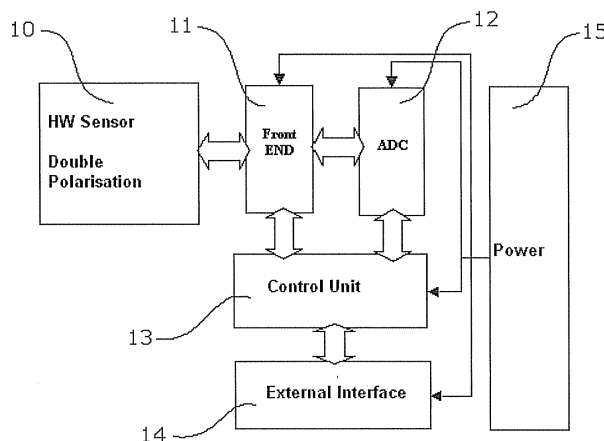 10
11
12
15
HW Sensor
Double
Polarisation
Front
END
ADC
Power
Control Unit
13
External Interface
14